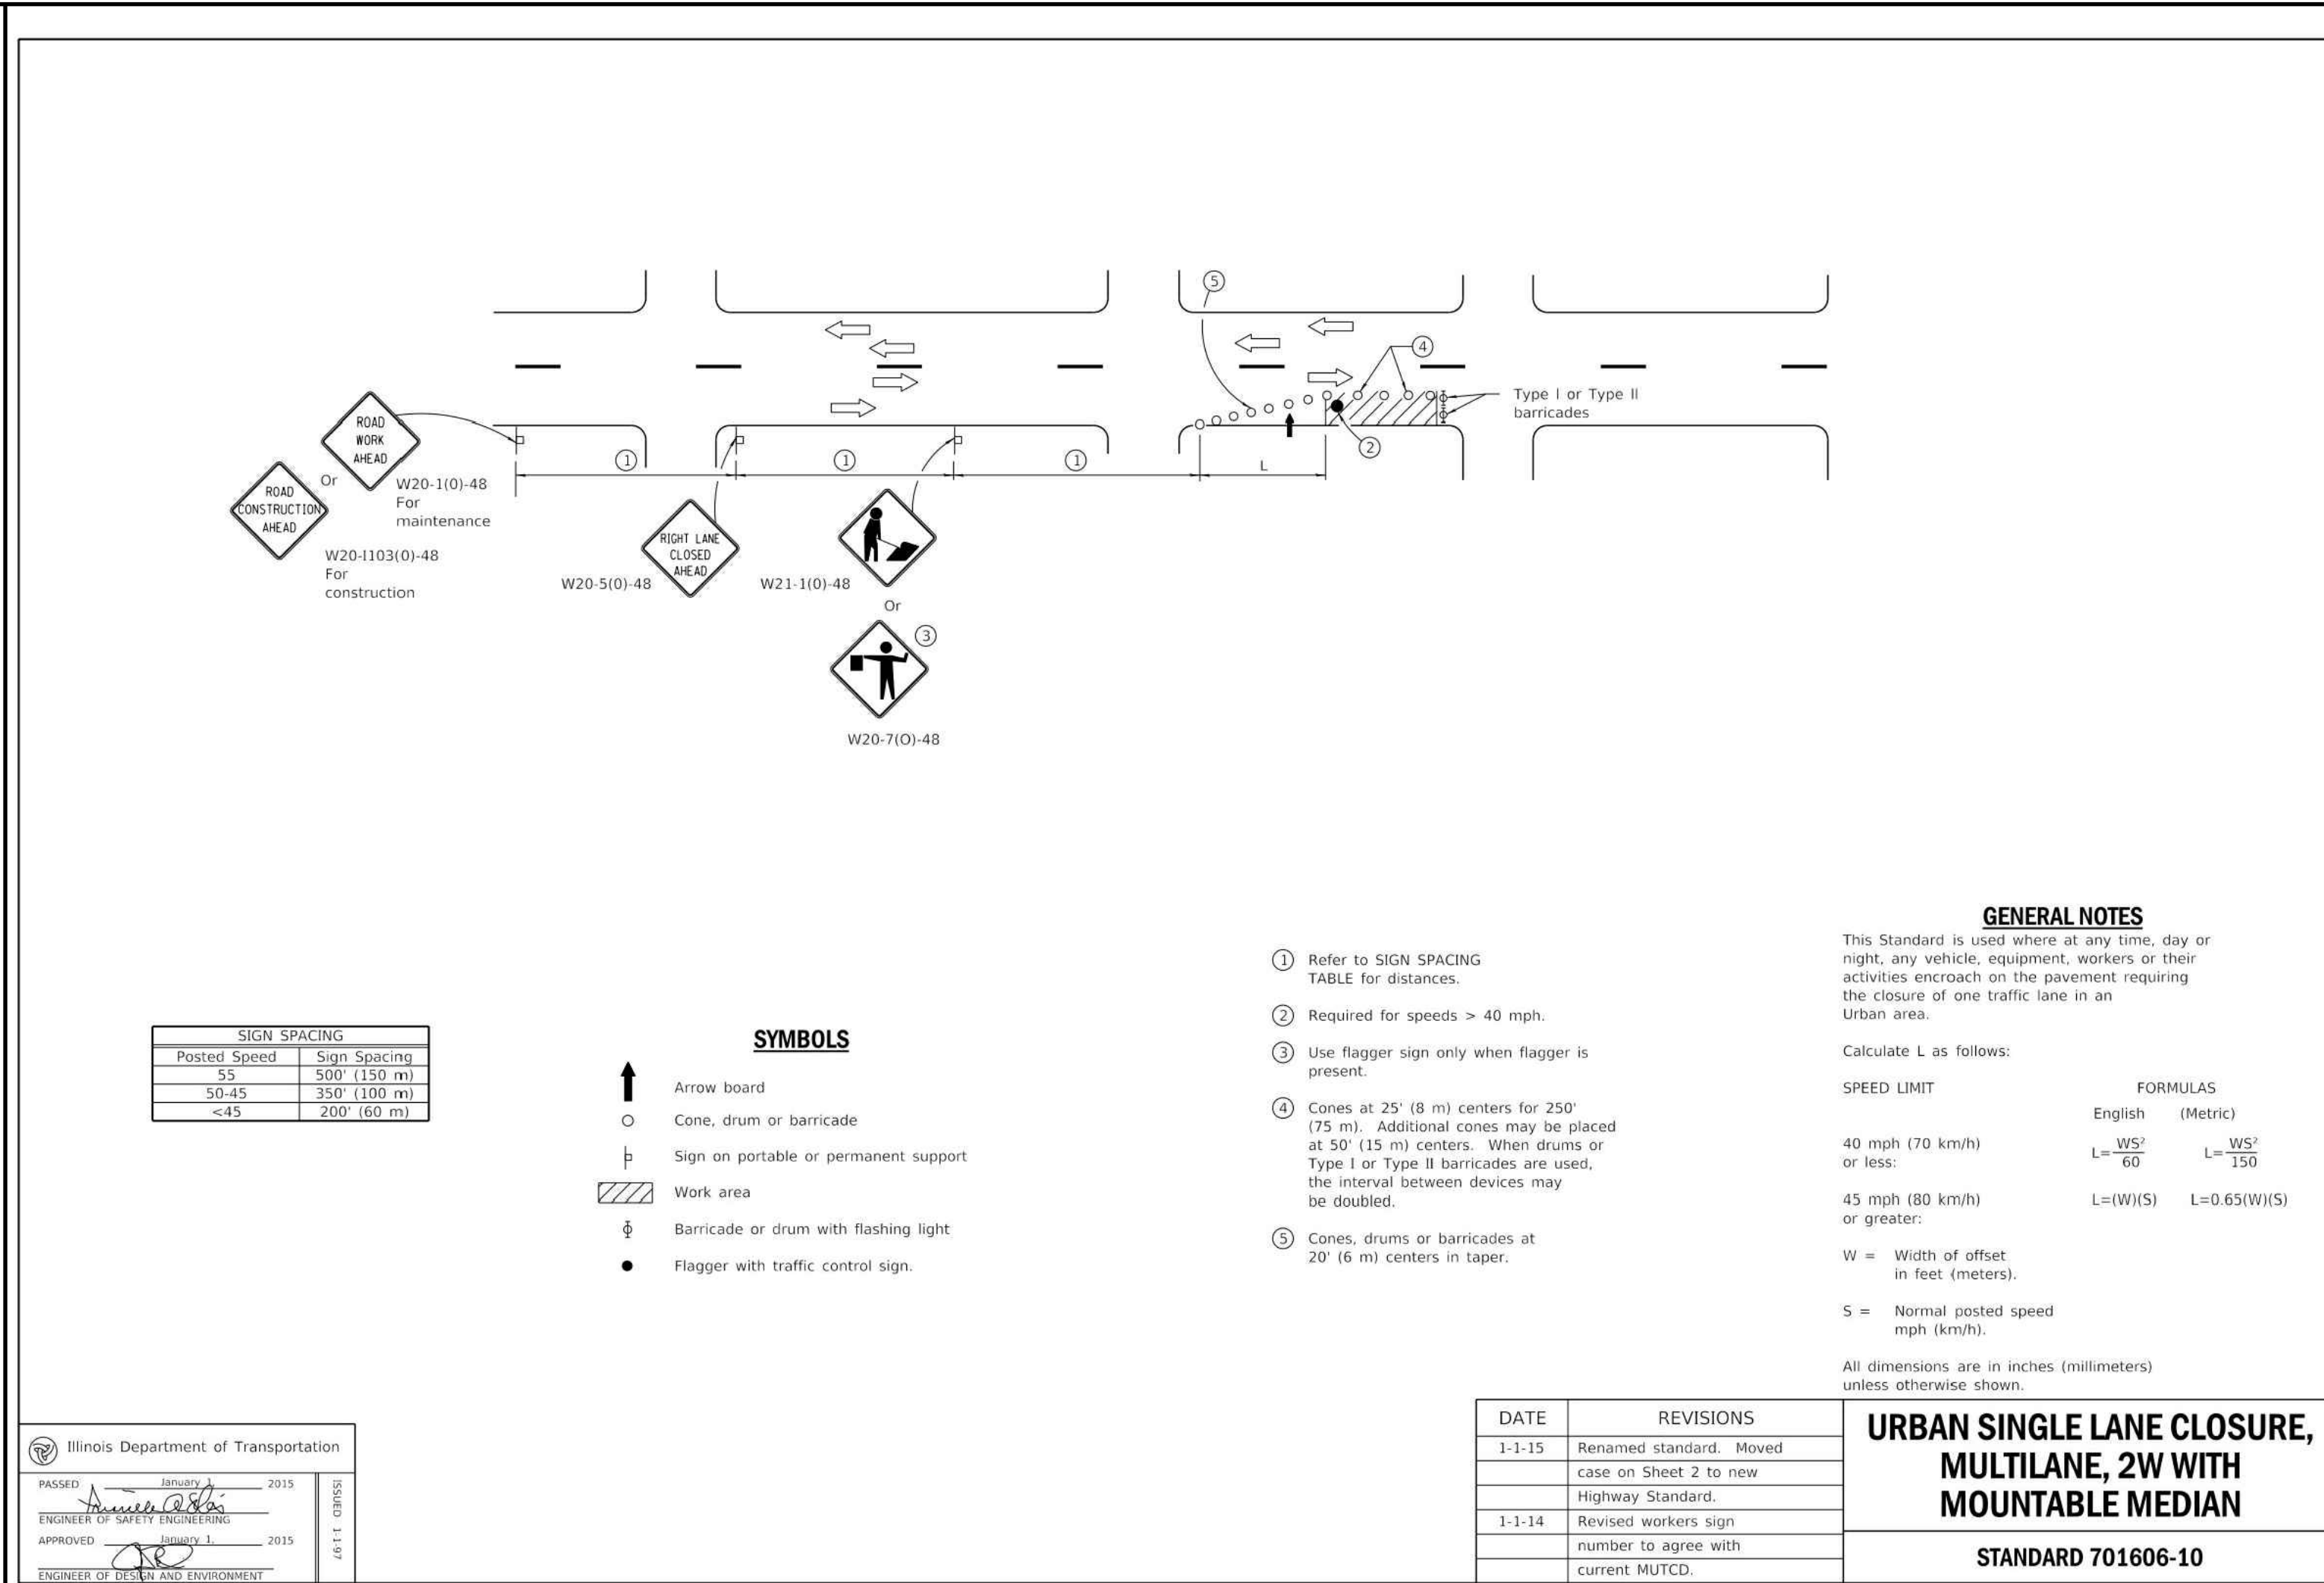 5
4
Type I or Type II
barricades
2
ROAD
WORK
AHEAD
Or
W20-1(0)-48
For
maintenance
ROAD
CONSTRUCTION
AHEAD
W20-I103(0)-48
For
construction
1
1
1
L
RIGHT LANE
CLOSED
AHEAD
W20-5(0)-48
W21-1(0)-48
Or
3
W20-7(O)-48
SIGN SPACING
Posted Speed Sign Spacing
55 500' (150 m)
50-45 350' (100 m)
<45 200' (60 m)
SYMBOLS
Arrow board
Cone, drum or barricade
Sign on portable or permanent support
Work area
Barricade or drum with flashing light
Flagger with traffic control sign.
1 Refer to SIGN SPACING
TABLE for distances.
2 Required for speeds > 40 mph.
3 Use flagger sign only when flagger is
present.
4 Cones at 25' (8 m) centers for 250'
(75 m). Additional cones may be placed
at 50' (15 m) centers. When drums or
Type I or Type II barricades are used,
the interval between devices may
be doubled.
5 Cones, drums or barricades at
20' (6 m) centers in taper.
GENERAL NOTES
This Standard is used where at any time, day or
night, any vehicle, equipment, workers or their
activities encroach on the pavement requiring
the closure of one traffic lane in an
Urban area.
Calculate L as follows:
SPEED LIMIT FORMULAS
English (Metric)
40 mph (70 km/h) L=WS²/60 L=WS²/150
or less:
45 mph (80 km/h) L=(W)(S) L=0.65(W)(S)
or greater:
W = Width of offset
in feet (meters).
S = Normal posted speed
mph (km/h).
All dimensions are in inches (millimeters)
unless otherwise shown.
Illinois Department of Transportation
PASSED January 1, 2015
ENGINEER OF SAFETY ENGINEERING
APPROVED January 1, 2015
ENGINEER OF DESIGN AND ENVIRONMENT
ISSUED 1-1-97
DATE REVISIONS
1-1-15 Renamed standard. Moved
case on Sheet 2 to new
Highway Standard.
1-1-14 Revised workers sign
number to agree with
current MUTCD.
URBAN SINGLE LANE CLOSURE,
MULTILANE, 2W WITH
MOUNTABLE MEDIAN
STANDARD 701606-10